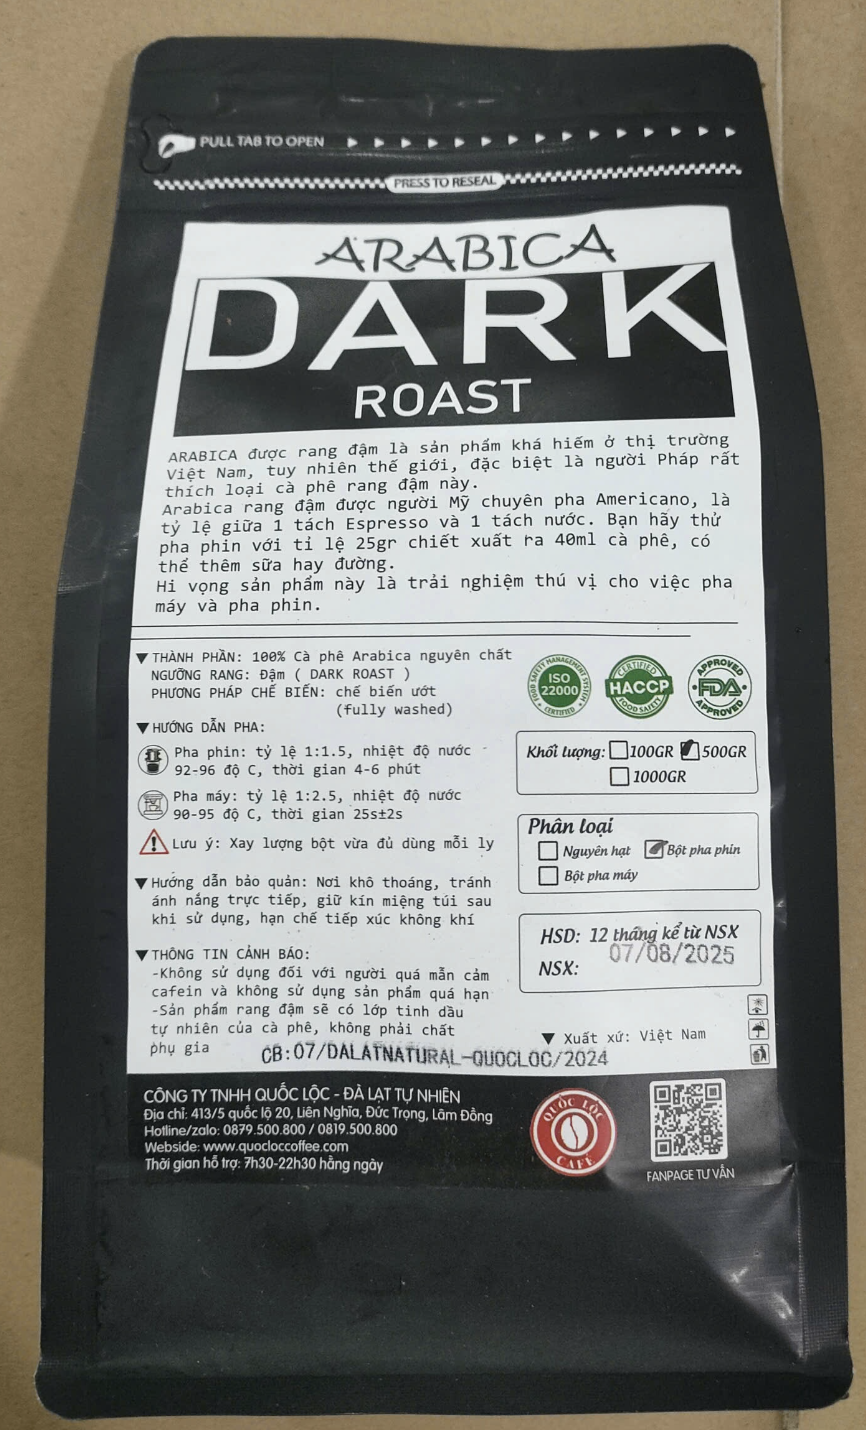 PULL TAB TO OPEN
PRESS TO RESEAL
ARABICA
DARK
ROAST
ARABICA được rang đậm là sản phẩm khá hiếm ở thị trường
Việt Nam, tuy nhiên thế giới, đặc biệt là người Pháp rất
thích loại cà phê rang đậm này.
Arabica rang đậm được người Mỹ chuyên pha Americano, là
tỷ lệ giữa 1 tách Espresso và 1 tách nước. Bạn hãy thử
pha phin với tỉ lệ 25gr chiết xuất ra 40ml cà phê, có
thể thêm sữa hay đường.
Hi vọng sản phẩm này là trải nghiệm thú vị cho việc pha
máy và pha phin.
▼ THÀNH PHẦN: 100% Cà phê Arabica nguyên chất
NGƯỠNG RANG: Đậm ( DARK ROAST )
PHƯƠNG PHÁP CHẾ BIẾN: chế biến ướt
(fully washed)
▼ HƯỚNG DẪN PHA:
Pha phin: tỷ lệ 1:1.5, nhiệt độ nước
92-96 độ C, thời gian 4-6 phút
Pha máy: tỷ lệ 1:2.5, nhiệt độ nước
90-95 độ C, thời gian 25s±2s
Lưu ý: Xay lượng bột vừa đủ dùng mỗi ly
▼ Hướng dẫn bảo quản: Nơi khô thoáng, tránh
ánh nắng trực tiếp, giữ kín miệng túi sau
khi sử dụng, hạn chế tiếp xúc không khí
▼ THÔNG TIN CẢNH BÁO:
-Không sử dụng đối với người quá mẫn cảm
cafein và không sử dụng sản phẩm quá hạn
-Sản phẩm rang đậm sẽ có lớp tinh dầu
tự nhiên của cà phê, không phải chất
phụ gia
CB:07/DALATNATURAL-QUOCLOC/2024
FOOD SAFETY MANAGEMENT SYSTEM
ISO
22000
CERTIFIED
CERTIFIED
HACCP
FOOD SAFETY
APPROVED
FDA
APPROVED
Khối lượng: 100GR 500GR
1000GR
Phân loại
Nguyên hạt Bột pha phin
Bột pha máy
HSD: 12 tháng kể từ NSX
07/08/2025
NSX:
▼ Xuất xứ: Việt Nam
CÔNG TY TNHH QUỐC LỘC - ĐÀ LẠT TỰ NHIÊN
Địa chỉ: 413/5 quốc lộ 20, Liên Nghĩa, Đức Trọng, Lâm Đồng
Hotline/zalo: 0879.500.800 / 0819.500.800
Webside: www.quocloccoffee.com
Thời gian hỗ trợ: 7h30-22h30 hằng ngày
QUỐC LỘC
CAFE
FANPAGE TƯ VẤN